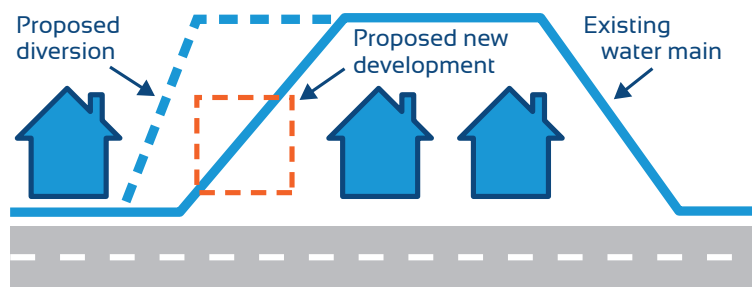 Proposed
diversion
Proposed new
development
Existing
water main